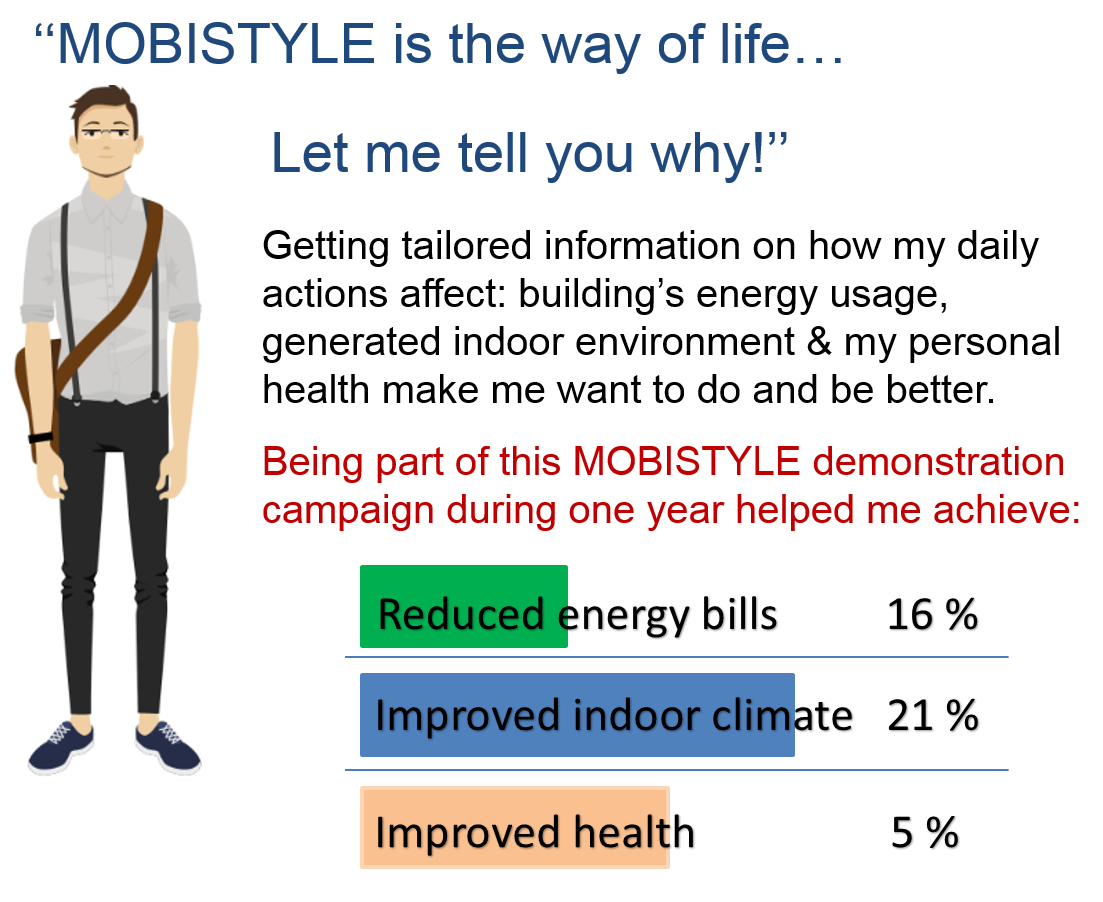 “MOBISTYLE is the way of life…
Let me tell you why!”
Getting tailored information on how my daily
actions affect: building’s energy usage,
generated indoor environment & my personal
health make me want to do and be better.
Being part of this MOBISTYLE demonstration
campaign during one year helped me achieve:
Reduced energy bills 16 %
Improved indoor climate 21 %
Improved health 5 %